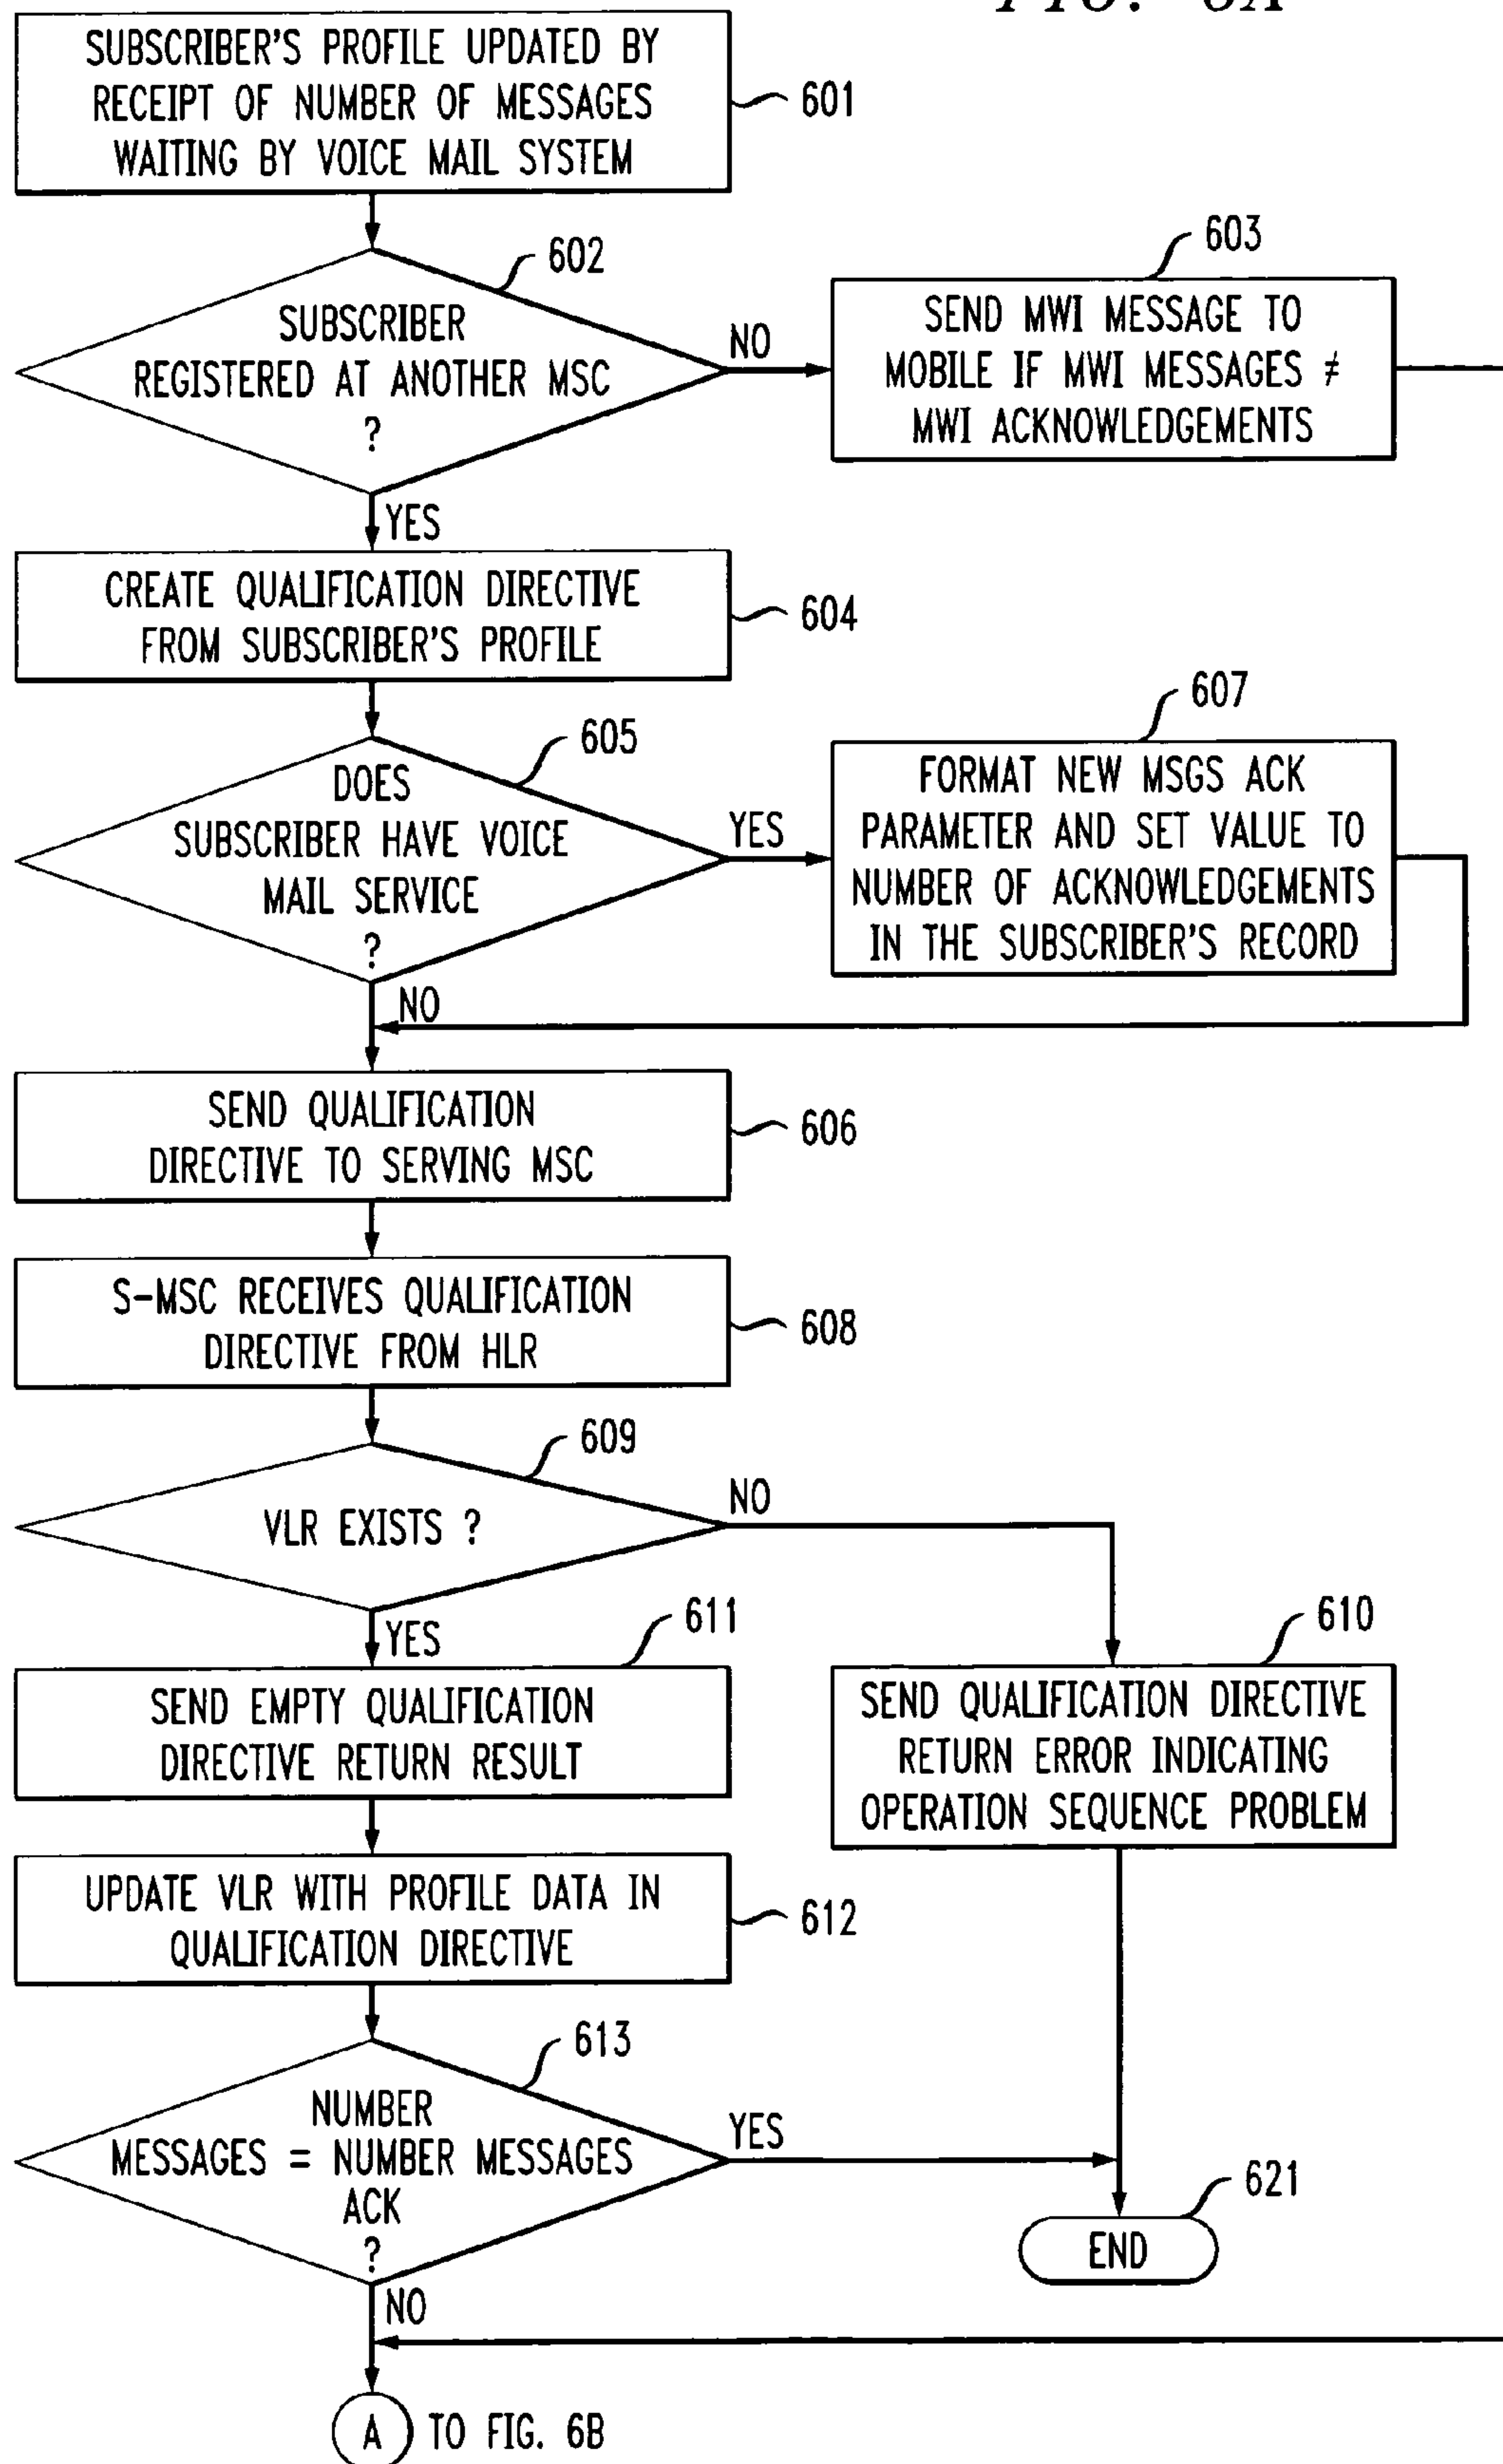 FIG. 6A
SUBSCRIBER'S PROFILE UPDATED BY
RECEIPT OF NUMBER OF MESSAGES
WAITING BY VOICE MAIL SYSTEM
601
602
SUBSCRIBER
REGISTERED AT ANOTHER MSC
?
NO
603
SEND MWI MESSAGE TO
MOBILE IF MWI MESSAGES ≠
MWI ACKNOWLEDGEMENTS
YES
CREATE QUALIFICATION DIRECTIVE
FROM SUBSCRIBER'S PROFILE
604
605
DOES
SUBSCRIBER HAVE VOICE
MAIL SERVICE
?
YES
607
FORMAT NEW MSGS ACK
PARAMETER AND SET VALUE TO
NUMBER OF ACKNOWLEDGEMENTS
IN THE SUBSCRIBER'S RECORD
NO
SEND QUALIFICATION
DIRECTIVE TO SERVING MSC
606
S-MSC RECEIVES QUALIFICATION
DIRECTIVE FROM HLR
608
609
VLR EXISTS ?
NO
YES
611
SEND EMPTY QUALIFICATION
DIRECTIVE RETURN RESULT
610
SEND QUALIFICATION DIRECTIVE
RETURN ERROR INDICATING
OPERATION SEQUENCE PROBLEM
UPDATE VLR WITH PROFILE DATA IN
QUALIFICATION DIRECTIVE
612
613
NUMBER
MESSAGES = NUMBER MESSAGES
ACK
?
YES
621
END
NO
A TO FIG. 6B